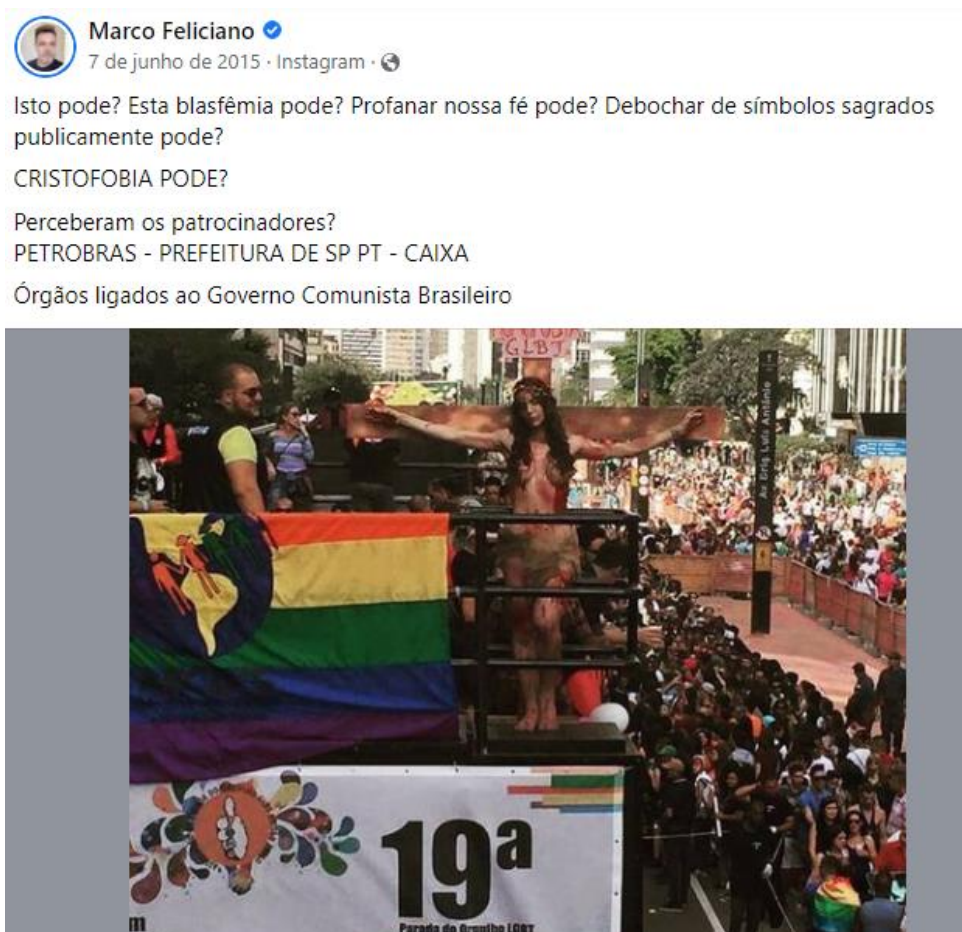 Marco Feliciano
7 de junho de 2015 · Instagram ·
Isto pode? Esta blasfêmia pode? Profanar nossa fé pode? Debochar de símbolos sagrados
publicamente pode?
CRISTOFOBIA PODE?
Perceberam os patrocinadores?
PETROBRAS - PREFEITURA DE SP PT - CAIXA
Órgãos ligados ao Governo Comunista Brasileiro
GLBT
Av Brig Luís Antônio
19ª
Parada do Orgulho LGBT